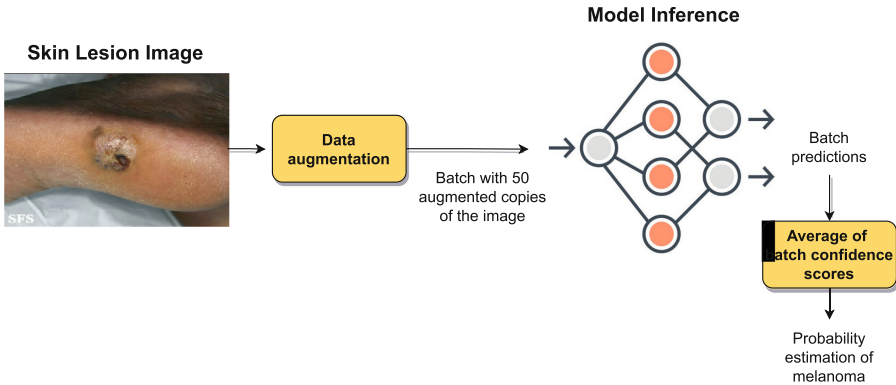 Skin Lesion Image
SFS
Data
augmentation
Batch with 50
augmented copies
of the image
Model Inference
Batch
predictions
Average of
atch confidence
scores
Probability
estimation of
melanoma